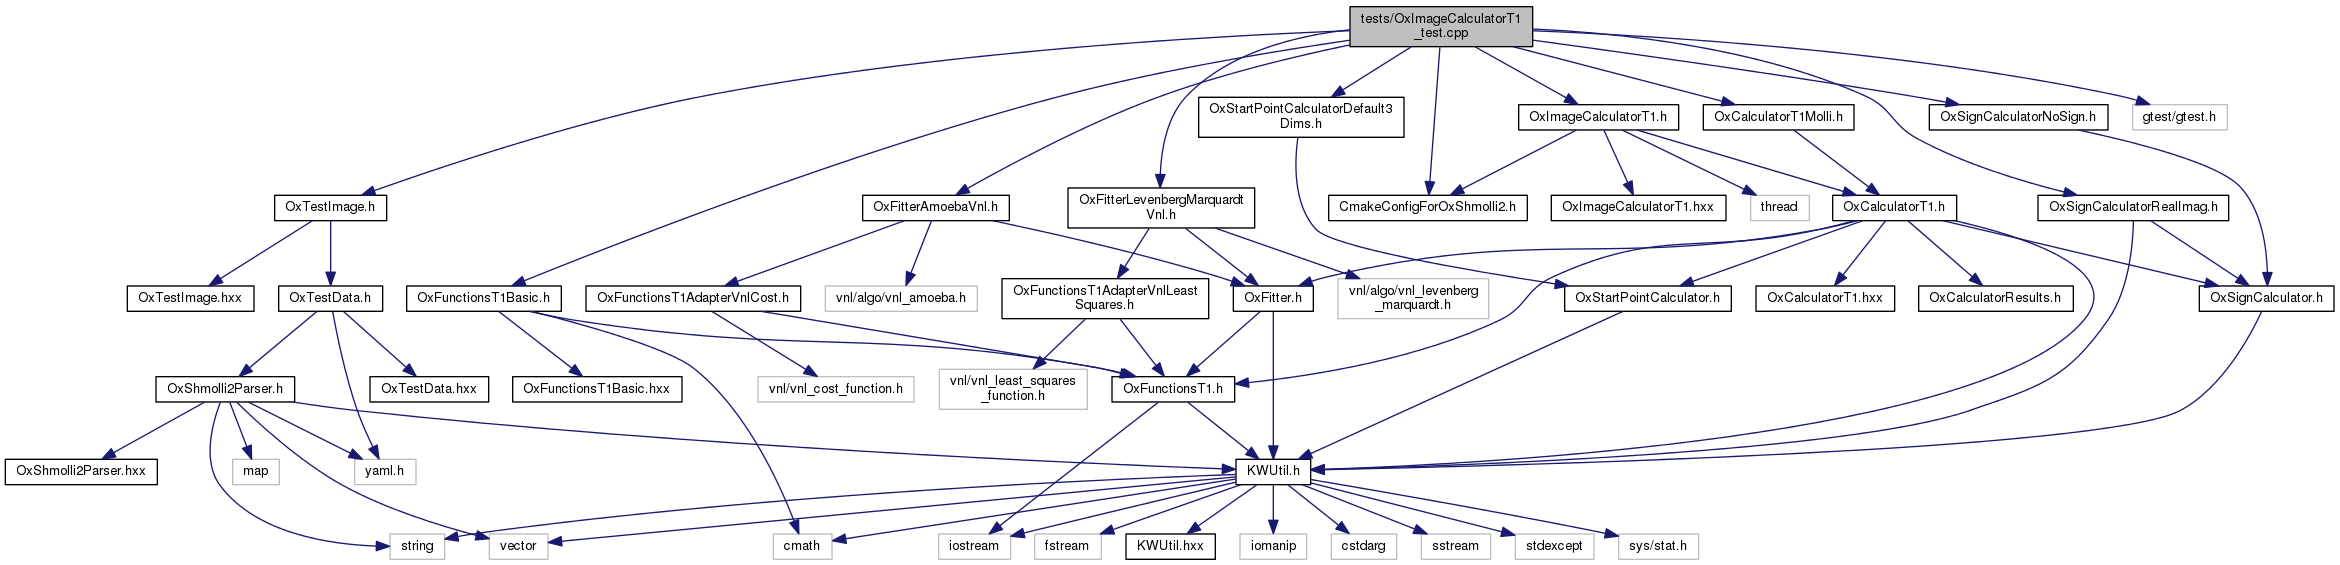 tests/OxImageCalculatorT1
_test.cpp
OxStartPointCalculatorDefault3
Dims.h
OxImageCalculatorT1.h
OxCalculatorT1Molli.h
OxSignCalculatorNoSign.h
gtest/gtest.h
OxTestImage.h
OxFitterAmoebaVnl.h
OxFitterLevenbergMarquardt
Vnl.h
CmakeConfigForOxShmolli2.h
OxImageCalculatorT1.hxx
thread
OxCalculatorT1.h
OxSignCalculatorRealImag.h
OxTestImage.hxx
OxTestData.h
OxFunctionsT1Basic.h
OxFunctionsT1AdapterVnlCost.h
vnl/algo/vnl_amoeba.h
OxFunctionsT1AdapterVnlLeast
Squares.h
OxFitter.h
vnl/algo/vnl_levenberg
_marquardt.h
OxStartPointCalculator.h
OxCalculatorT1.hxx
OxCalculatorResults.h
OxSignCalculator.h
OxShmolli2Parser.h
OxTestData.hxx
OxFunctionsT1Basic.hxx
vnl/vnl_cost_function.h
vnl/vnl_least_squares
_function.h
OxFunctionsT1.h
OxShmolli2Parser.hxx
map
yaml.h
KWUtil.h
string
vector
cmath
iostream
fstream
KWUtil.hxx
iomanip
cstdarg
sstream
stdexcept
sys/stat.h